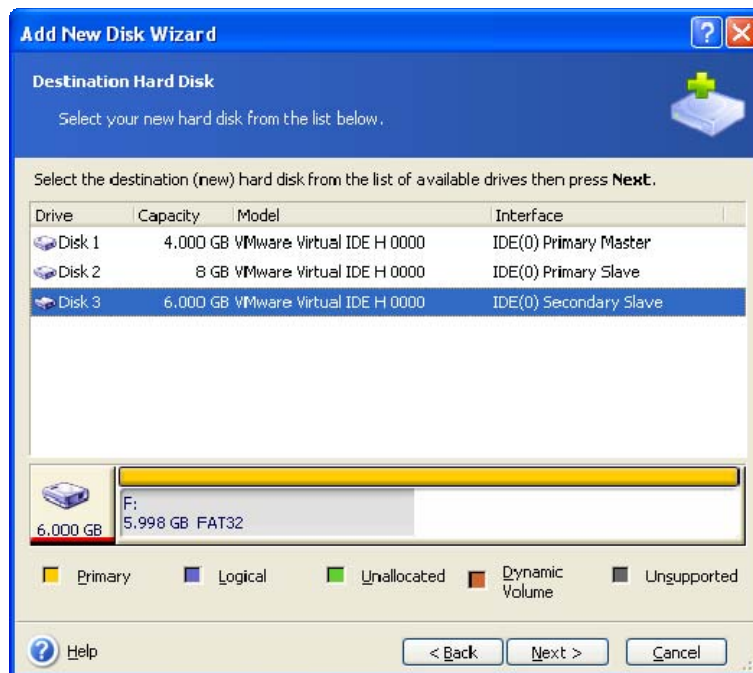 Add New Disk Wizard
Destination Hard Disk
Select your new hard disk from the list below.
Select the destination (new) hard disk from the list of available drives then press Next.
Drive Capacity Model Interface
Disk 1 4.000 GB VMware Virtual IDE H 0000 IDE(0) Primary Master
Disk 2 8 GB VMware Virtual IDE H 0000 IDE(0) Primary Slave
Disk 3 6.000 GB VMware Virtual IDE H 0000 IDE(0) Secondary Slave
F:
6.000 GB 5.998 GB FAT32
Primary Logical Unallocated Dynamic Volume Unsupported
Help < Back Next > Cancel